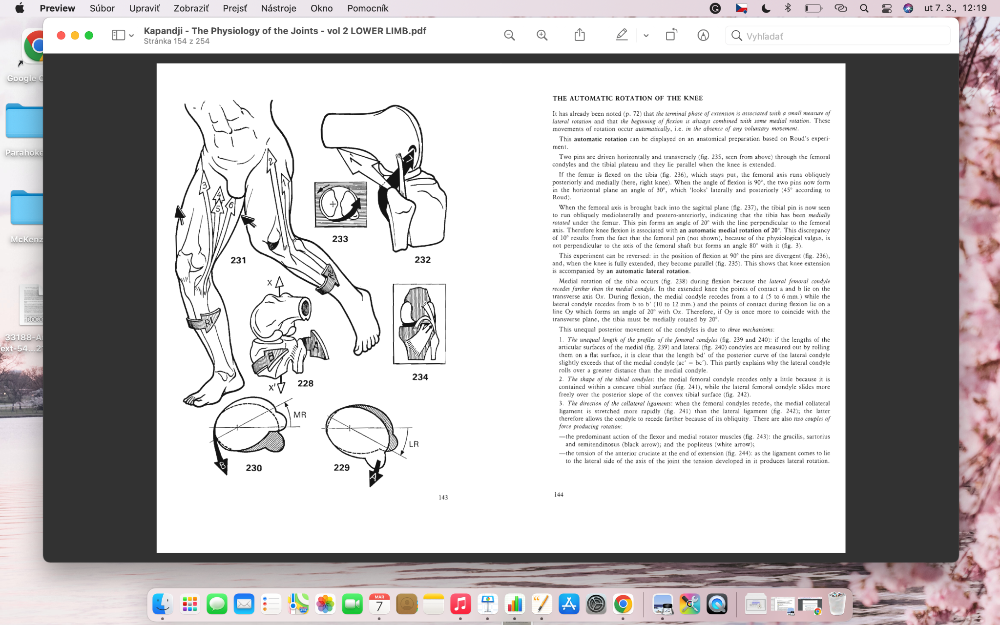 Preview Súbor Upraviť Zobraziť Prejsť Nástroje Okno Pomocník
ut 7. 3., 12:19
Kapandji - The Physiology of the Joints - vol 2 LOWER LIMB.pdf
Stránka 154 z 254
Vyhľadať
Google C
Parahoke
McKenz
DOCX
33188-A
ext-54...2
1
2
3
4
5
6
231
RI
RE
233
232
X
B
A
X'
228
234
MR
B
230
LR
A
229
143
THE AUTOMATIC ROTATION OF THE KNEE
It has already been noted (p. 72) that the terminal phase of extension is associated with a small measure of
lateral rotation and that the beginning of flexion is always combined with some medial rotation. These
movements of rotation occur automatically, i.e. in the absence of any voluntary movement.
This automatic rotation can be displayed on an anatomical preparation based on Roud's experi-
ment.
Two pins are driven horizontally and transversely (fig. 235, seen from above) through the femoral
condyles and the tibial plateau and they lie parallel when the knee is extended.
If the femur is flexed on the tibia (fig. 236), which stays put, the femoral axis runs obliquely
posteriorly and medially (here, right knee). When the angle of flexion is 90°, the two pins now form
in the horizontal plane an angle of 30°, which 'looks' laterally and posteriorly (45° according to
Roud).
When the femoral axis is brought back into the sagittal plane (fig. 237), the tibial pin is now seen
to run obliquely mediolaterally and postero-anteriorly, indicating that the tibia has been medially
rotated under the femur. This pin forms an angle of 20° with the line perpendicular to the femoral
axis. Therefore knee flexion is associated with an automatic medial rotation of 20°. This discrepancy
of 10° results from the fact that the femoral pin (not shown), because of the physiological valgus, is
not perpendicular to the axis of the femoral shaft but forms an angle 80° with it (fig. 3).
This experiment can be reversed: in the position of flexion at 90° the pins are divergent (fig. 236),
and, when the knee is fully extended, they become parallel (fig. 235). This shows that knee extension
is accompanied by an automatic lateral rotation.
Medial rotation of the tibia occurs (fig. 238) during flexion because the lateral femoral condyle
recedes farther than the medial condyle. In the extended knee the points of contact a and b lie on the
transverse axis Ox. During flexion, the medial condyle recedes from a to á (5 to 6 mm.) while the
lateral condyle recedes from b to b' (10 to 12 mm.) and the points of contact during flexion lie on a
line Oy which forms an angle of 20° with Ox. Therefore, if Oy is once more to coincide with the
transverse plane, the tibia must be medially rotated by 20°.
This unequal posterior movement of the condyles is due to three mechanisms:
1. The unequal length of the profiles of the femoral condyles (fig. 239 and 240): if the lengths of the
articular surfaces of the medial (fig. 239) and lateral (fig. 240) condyles are measured out by rolling
them on a flat surface, it is clear that the length bd' of the posterior curve of the lateral condyle
slightly exceeds that of the medial condyle (ac' = bc'). This partly explains why the lateral condyle
rolls over a greater distance than the medial condyle.
2. The shape of the tibial condyles: the medial femoral condyle recedes only a little because it is
contained within a concave tibial surface (fig. 241), while the lateral femoral condyle slides more
freely over the posterior slope of the convex tibial surface (fig. 242).
3. The direction of the collateral ligaments: when the femoral condyles recede, the medial collateral
ligament is stretched more rapidly (fig. 241) than the lateral ligament (fig. 242); the latter
therefore allows the condyle to recede farther because of its obliquity. There are also two couples of
force producing rotation:
—the predominant action of the flexor and medial rotator muscles (fig. 243): the gracilis, sartorius
and semitendinosus (black arrow); and the popliteus (white arrow);
—the tension of the anterior cruciate at the end of extension (fig. 244): as the ligament comes to lie
to the lateral side of the axis of the joint the tension developed in it produces lateral rotation.
144
MAR
7